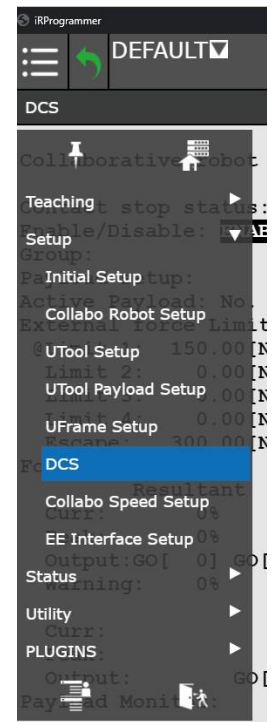 iRProgrammer
DEFAULT
DCS
Collaborative Robot
Teaching
Contact stop status:
Setup
Enable/Disable:
Group:
Initial Setup
Active Payload: No.
Collabo Robot Setup
External force Limit
150.00[N
UTool Setup
Limit 2: 0.00[N
UTool Payload Setup
0.00[N
Limit 4: 0.00[N
UFrame Setup
Escape: 300.00[N
DCS
Resultant
Collabo Speed Setup
Curr: 0%
EE Interface Setup
0%
Output:GO[ 0] GO[
Status
Warning: 0%
Utility
Curr:
PLUGINS
Output: GO[
Payload Monitor: